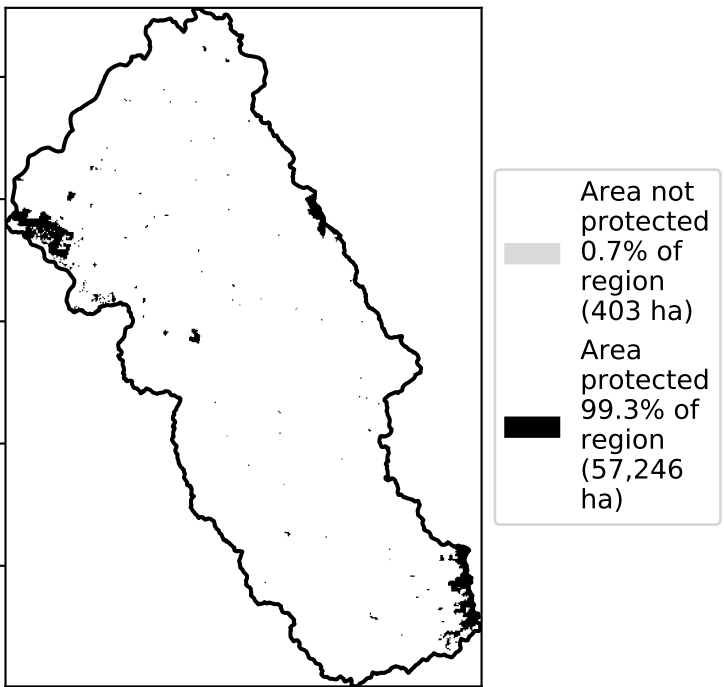 Area not
protected
0.7% of
region
(403 ha)
Area
protected
99.3% of
region
(57,246
ha)